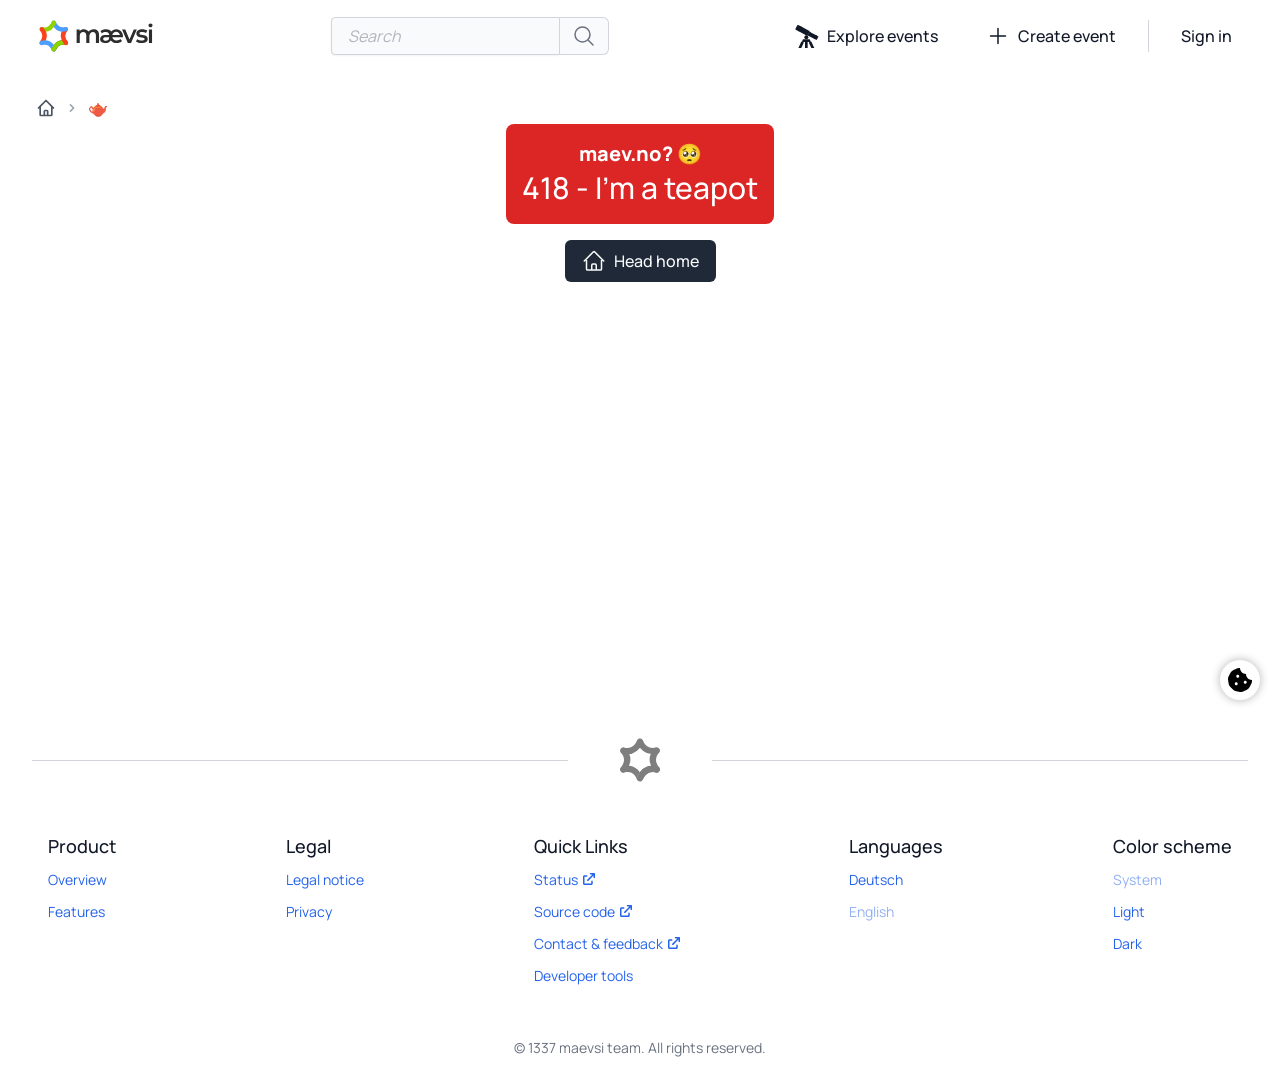 mævsi
Search
Explore events
Create event
Sign in
maev.no? 🥺
418 - I'm a teapot
Head home
Product
Overview
Features
Legal
Legal notice
Privacy
Quick Links
Status
Source code
Contact & feedback
Developer tools
Languages
Deutsch
English
Color scheme
System
Light
Dark
© 1337 maevsi team. All rights reserved.